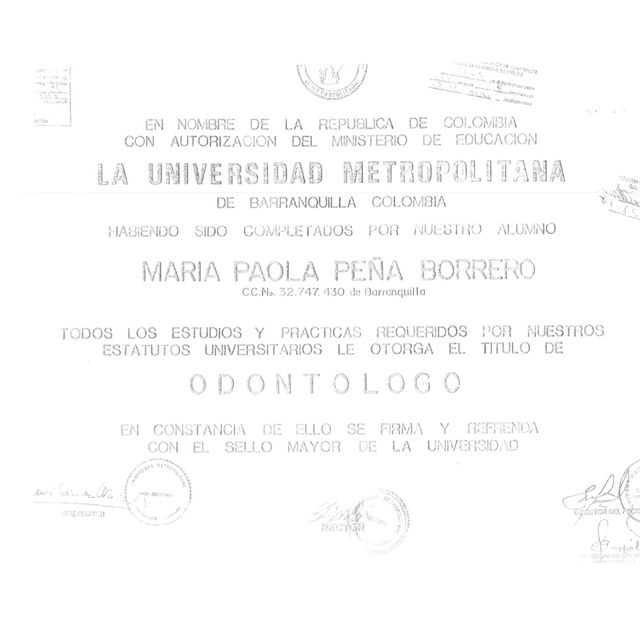 EN NOMBRE DE LA REPUBLICA DE COLOMBIA
CON AUTORIZACION DEL MINISTERIO DE EDUCACION
LA UNIVERSIDAD METROPOLITANA
DE BARRANQUILLA COLOMBIA
HABIENDO SIDO COMPLETADOS POR NUESTRO ALUMNO
MARIA PAOLA PEÑA BORRERO
C.C.No. 32.747.430 de Barranquilla
TODOS LOS ESTUDIOS Y PRACTICAS REQUERIDOS POR NUESTROS
ESTATUTOS UNIVERSITARIOS LE OTORGA EL TITULO DE
ODONTOLOGO
EN CONSTANCIA DE ELLO SE FIRMA Y REFRENDA
CON EL SELLO MAYOR DE LA UNIVERSIDAD
RECTOR